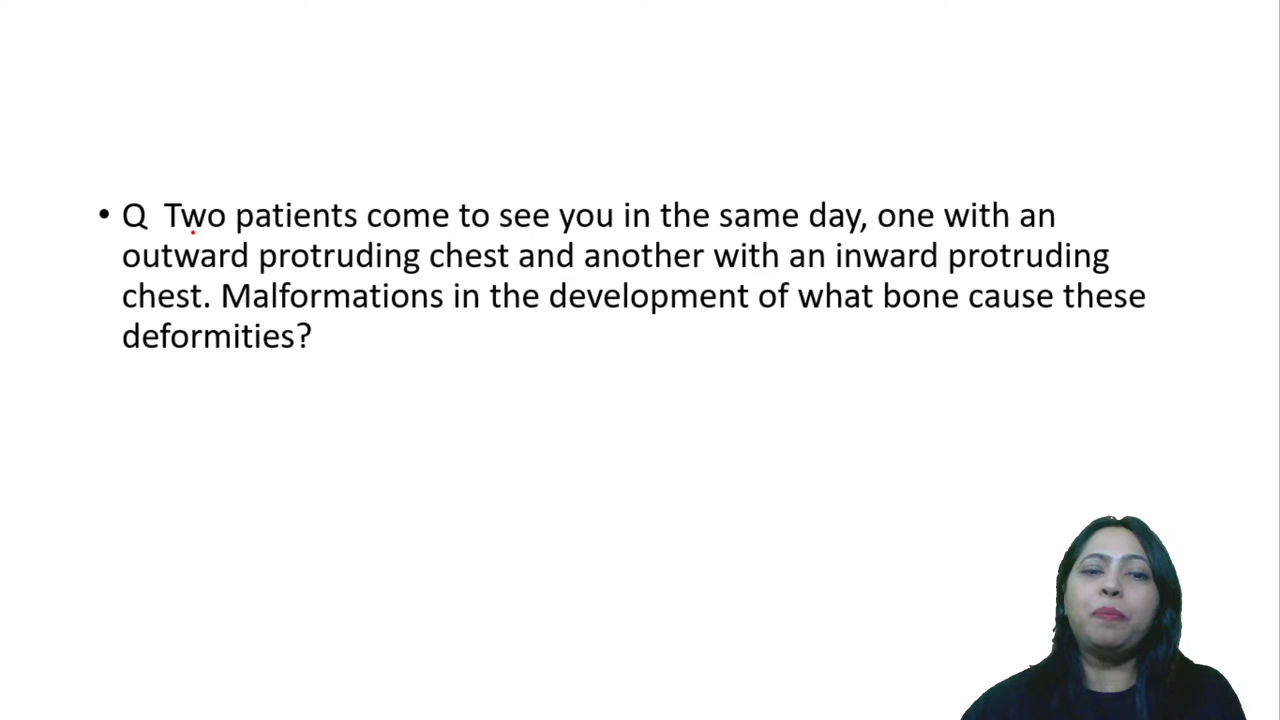 • Q  Two patients come to see you in the same day, one with an
outward protruding chest and another with an inward protruding
chest. Malformations in the development of what bone cause these
deformities?